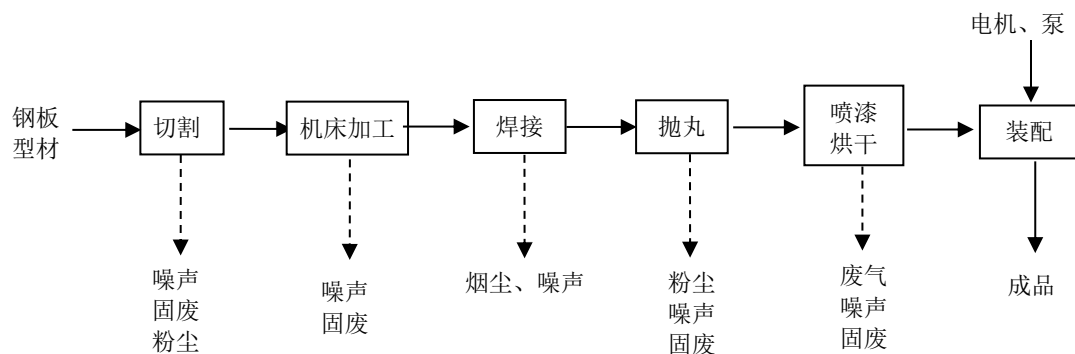 电机、泵
钢板
型材
切割
机床加工
焊接
抛丸
喷漆
烘干
装配
噪声
固废
粉尘
噪声
固废
烟尘、噪声
粉尘
噪声
固废
废气
噪声
固废
成品